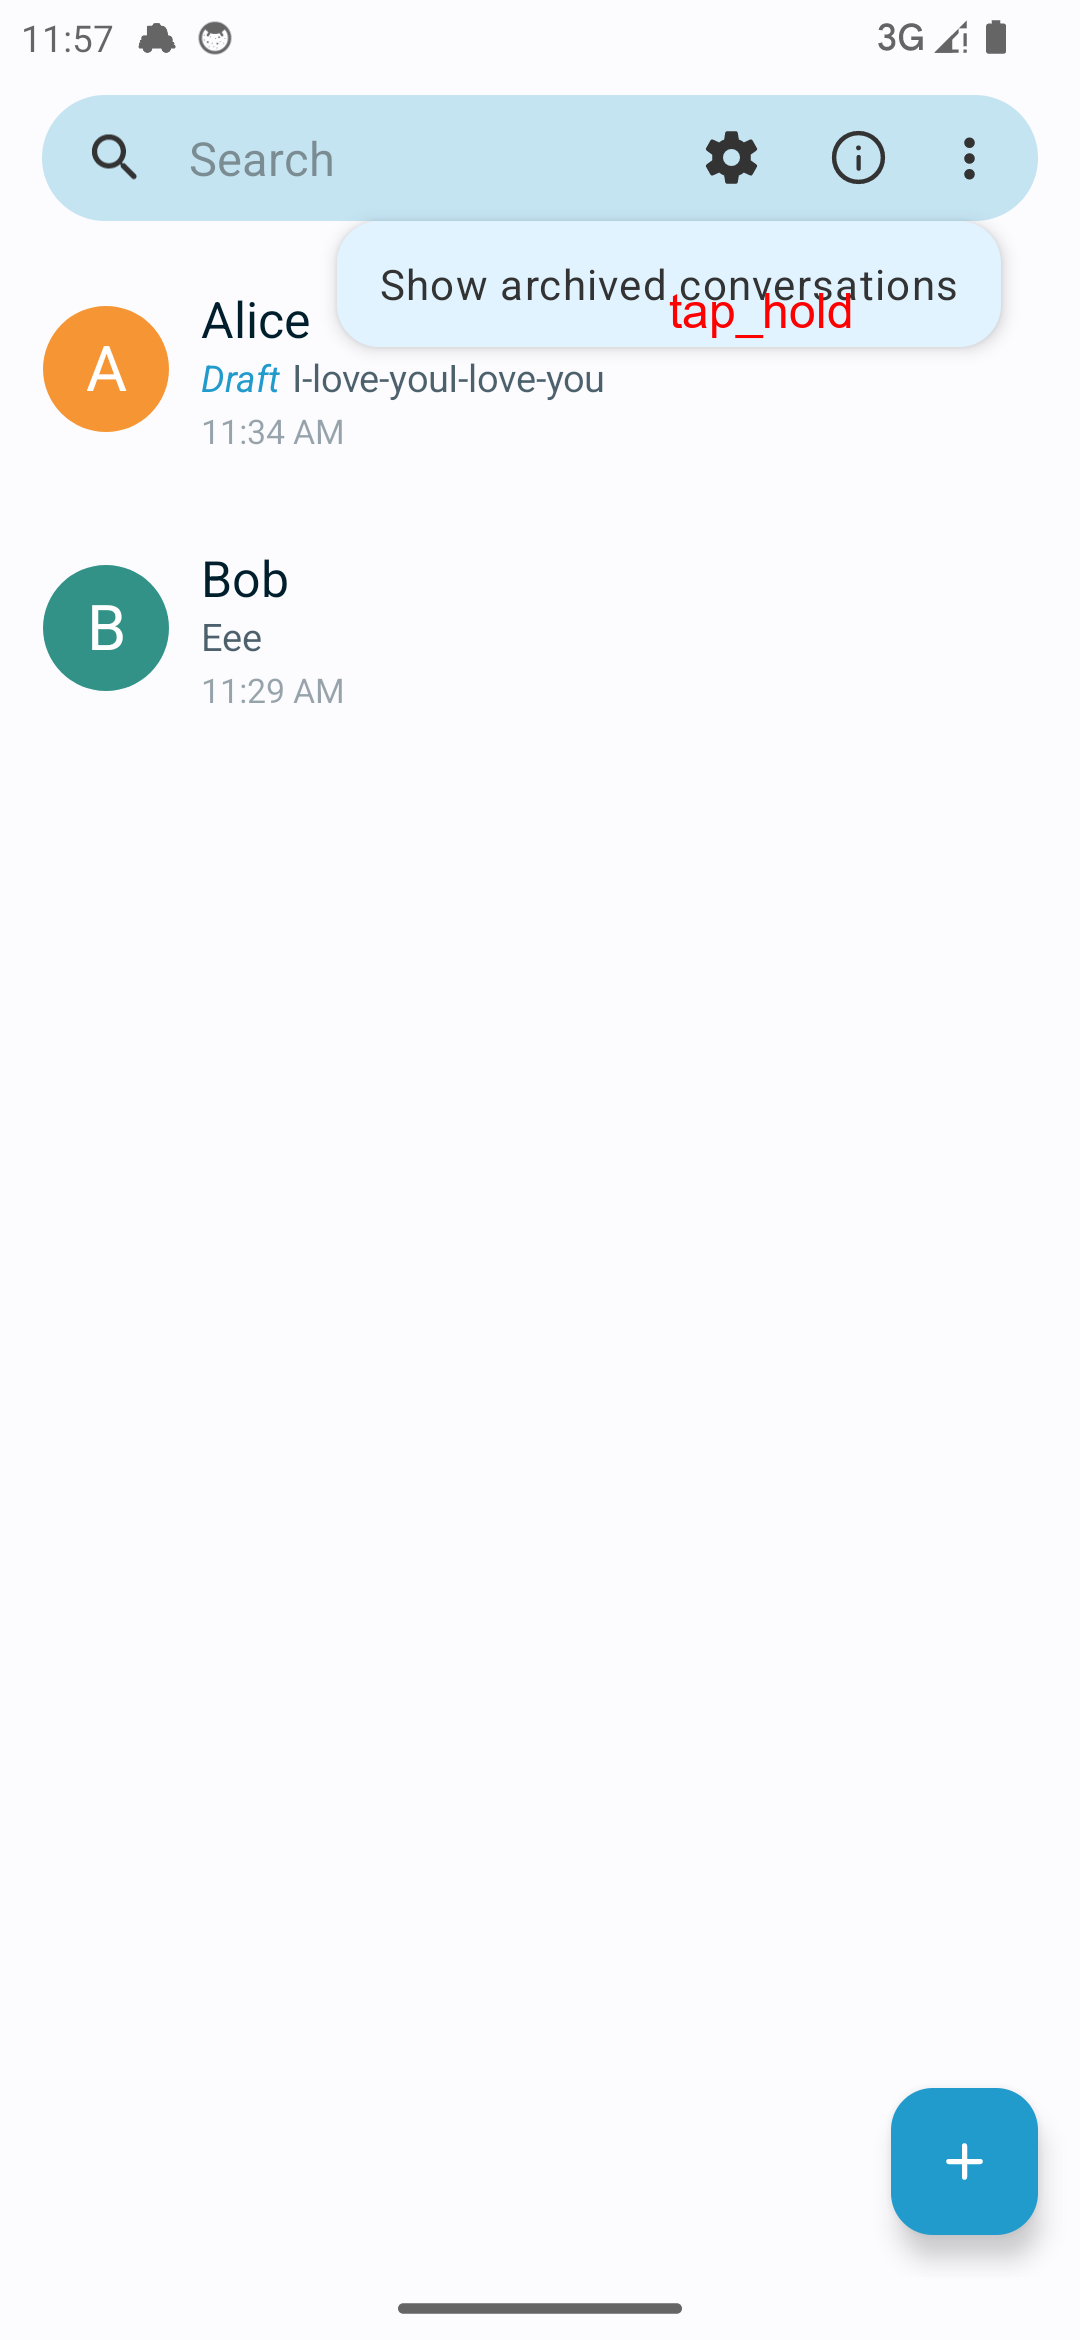 11:57
3G
Search
Show archived conversations
tap_hold
A
Alice
Draft I-love-youI-love-you
11:34 AM
B
Bob
Eee
11:29 AM